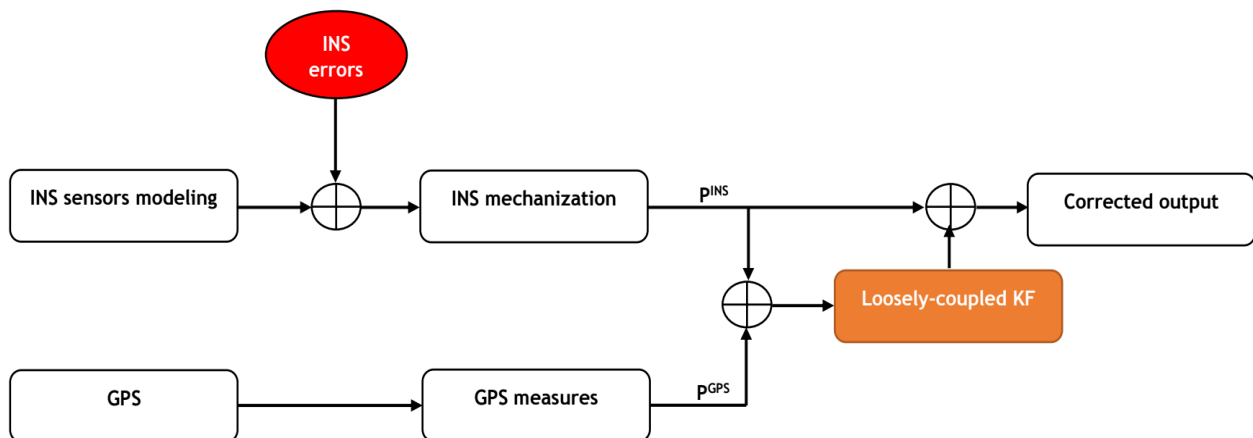 INS
errors
INS sensors modeling
INS mechanization
P^INS
Corrected output
Loosely-coupled KF
GPS
GPS measures
P^GPS